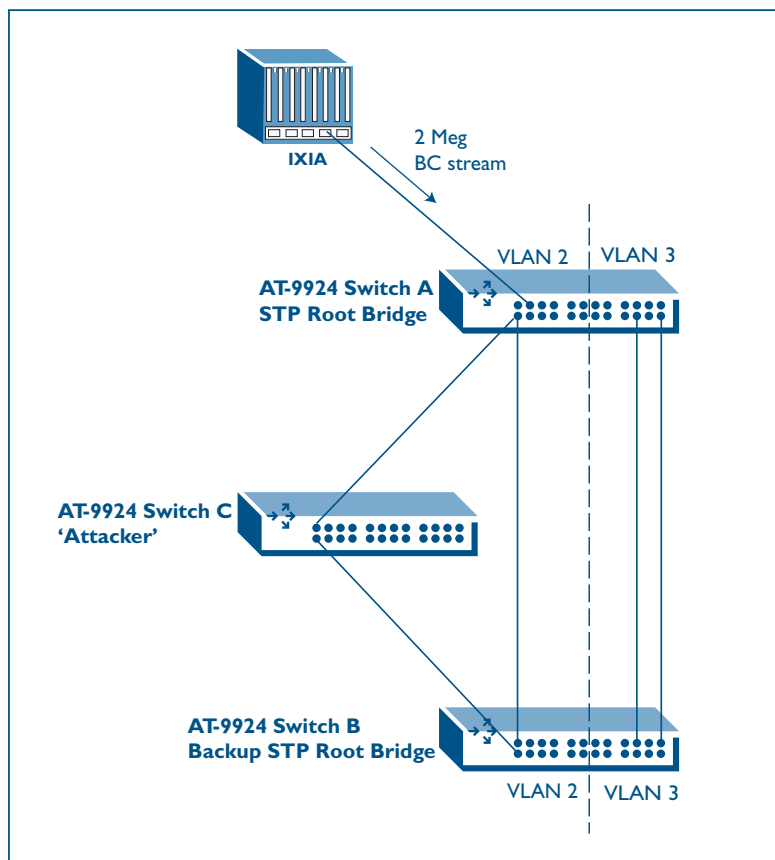 IXIA
2 Meg
BC stream
VLAN 2
VLAN 3
AT-9924 Switch A
STP Root Bridge
AT-9924 Switch C
‘Attacker’
AT-9924 Switch B
Backup STP Root Bridge
VLAN 2
VLAN 3